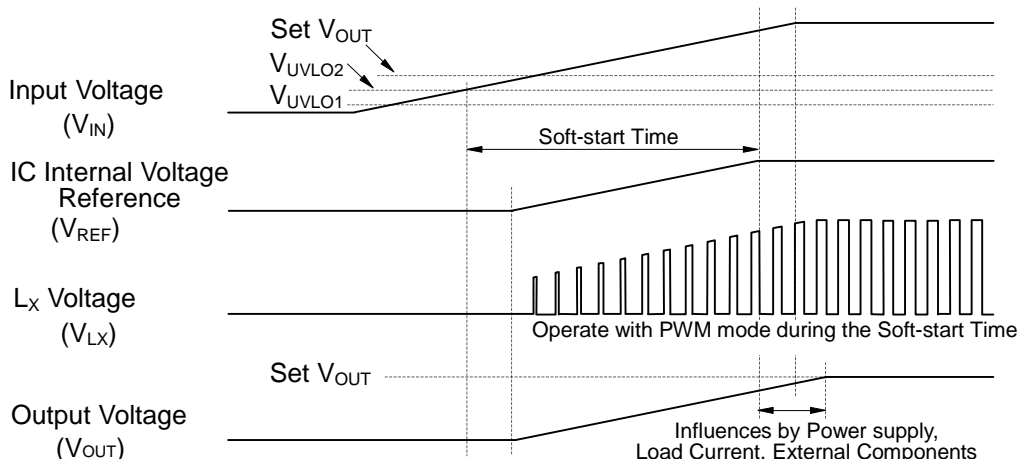 Set VOUT
VUVLO2
VUVLO1
Input Voltage
(VIN)
Soft-start Time
IC Internal Voltage
Reference
(VREF)
LX Voltage
(VLX)
Operate with PWM mode during the Soft-start Time
Set VOUT
Output Voltage
(VOUT)
Influences by Power supply,
Load Current, External Components